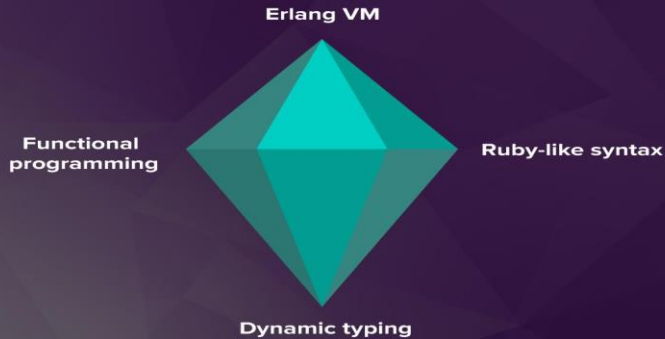 Erlang VM
Functional
programming
Ruby-like syntax
Dynamic typing